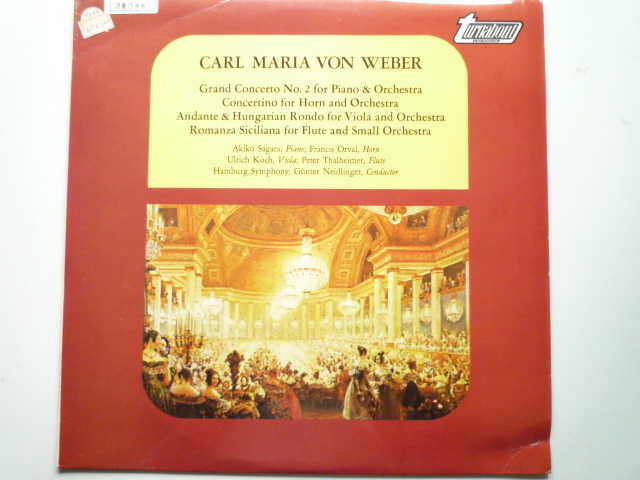 turnabout
CARL MARIA VON WEBER
Grand Concerto No. 2 for Piano & Orchestra
Concertino for Horn and Orchestra
Andante & Hungarian Rondo for Viola and Orchestra
Romanza Siciliana for Flute and Small Orchestra
Akiko Sagara, Piano; Francis Orval, Horn
Ulrich Koch, Viola; Peter Thalheimer, Flute
Hamburg Symphony; Günter Neidlinger, Conductor